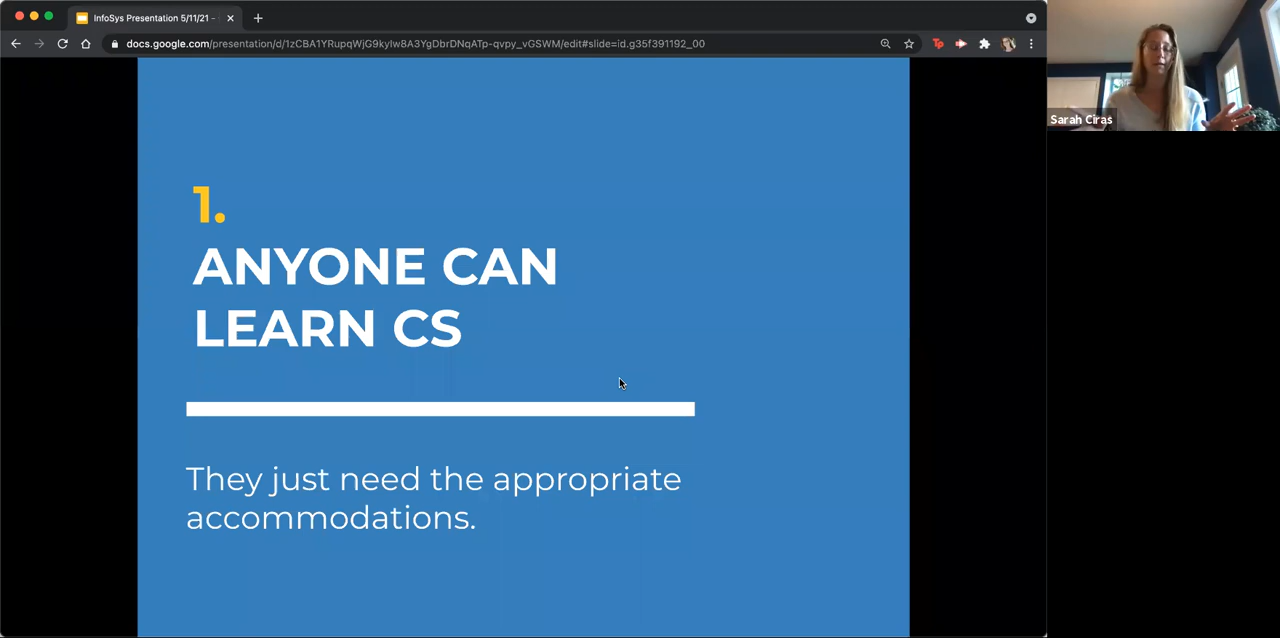 InfoSys Presentation 5/11/21 -
docs.google.com/presentation/d/1zCBA1YRupqWjG9kyIw8A3YgDbrDNqATp-qvpy_vGSWM/edit#slide=id.g35f391192_00
Sarah Ciras
1.
ANYONE CAN
LEARN CS
They just need the appropriate
accommodations.